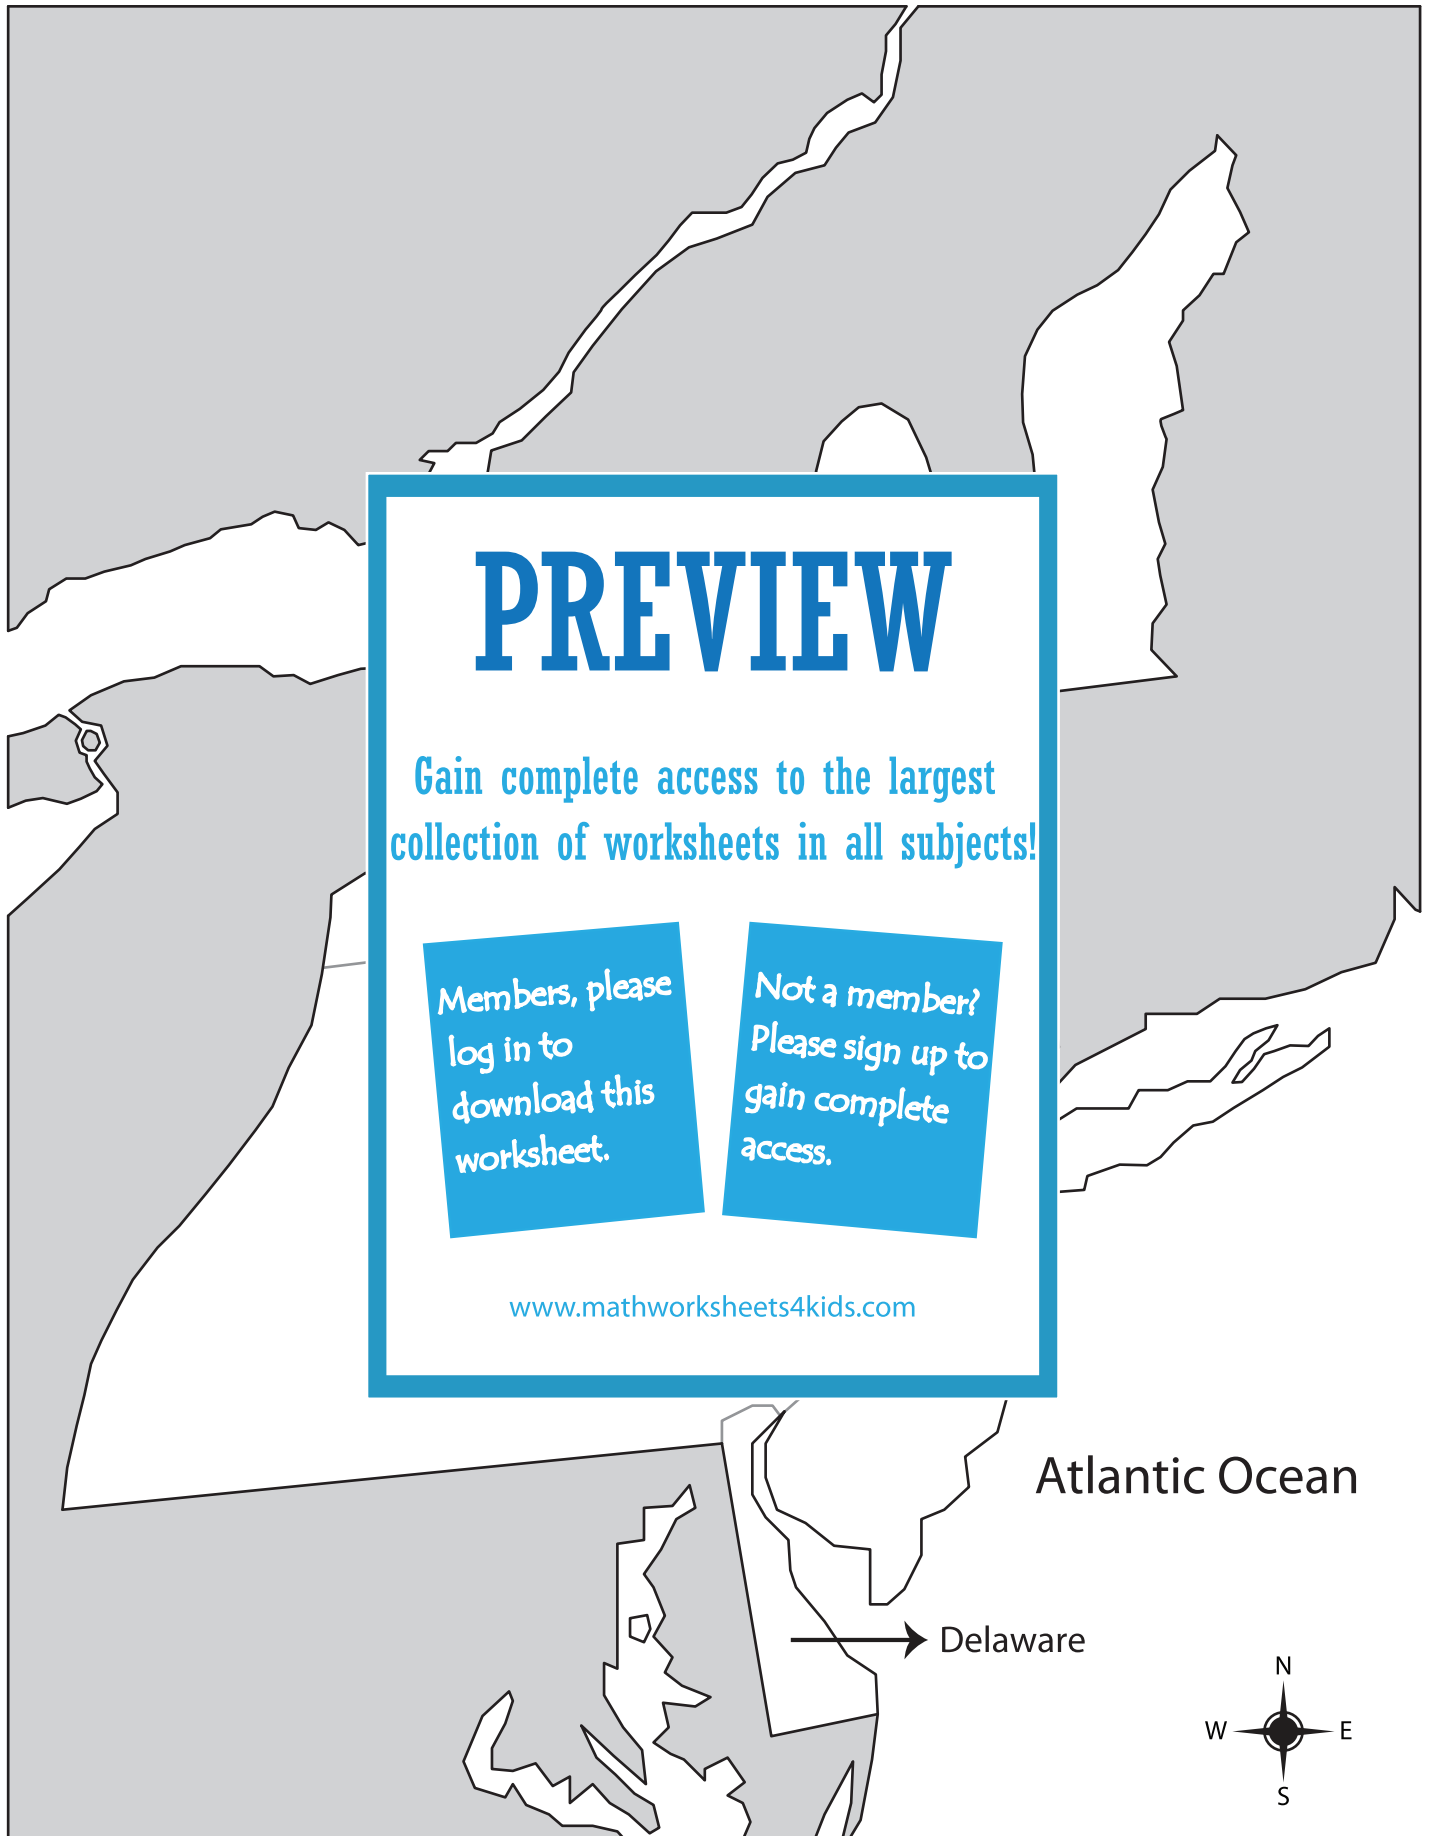 PREVIEW
Gain complete access to the largest
collection of worksheets in all subjects!
Members, please
log in to
download this
worksheet.
Not a member?
Please sign up to
gain complete
access.
www.mathworksheets4kids.com
Atlantic Ocean
Delaware
N
W E
S